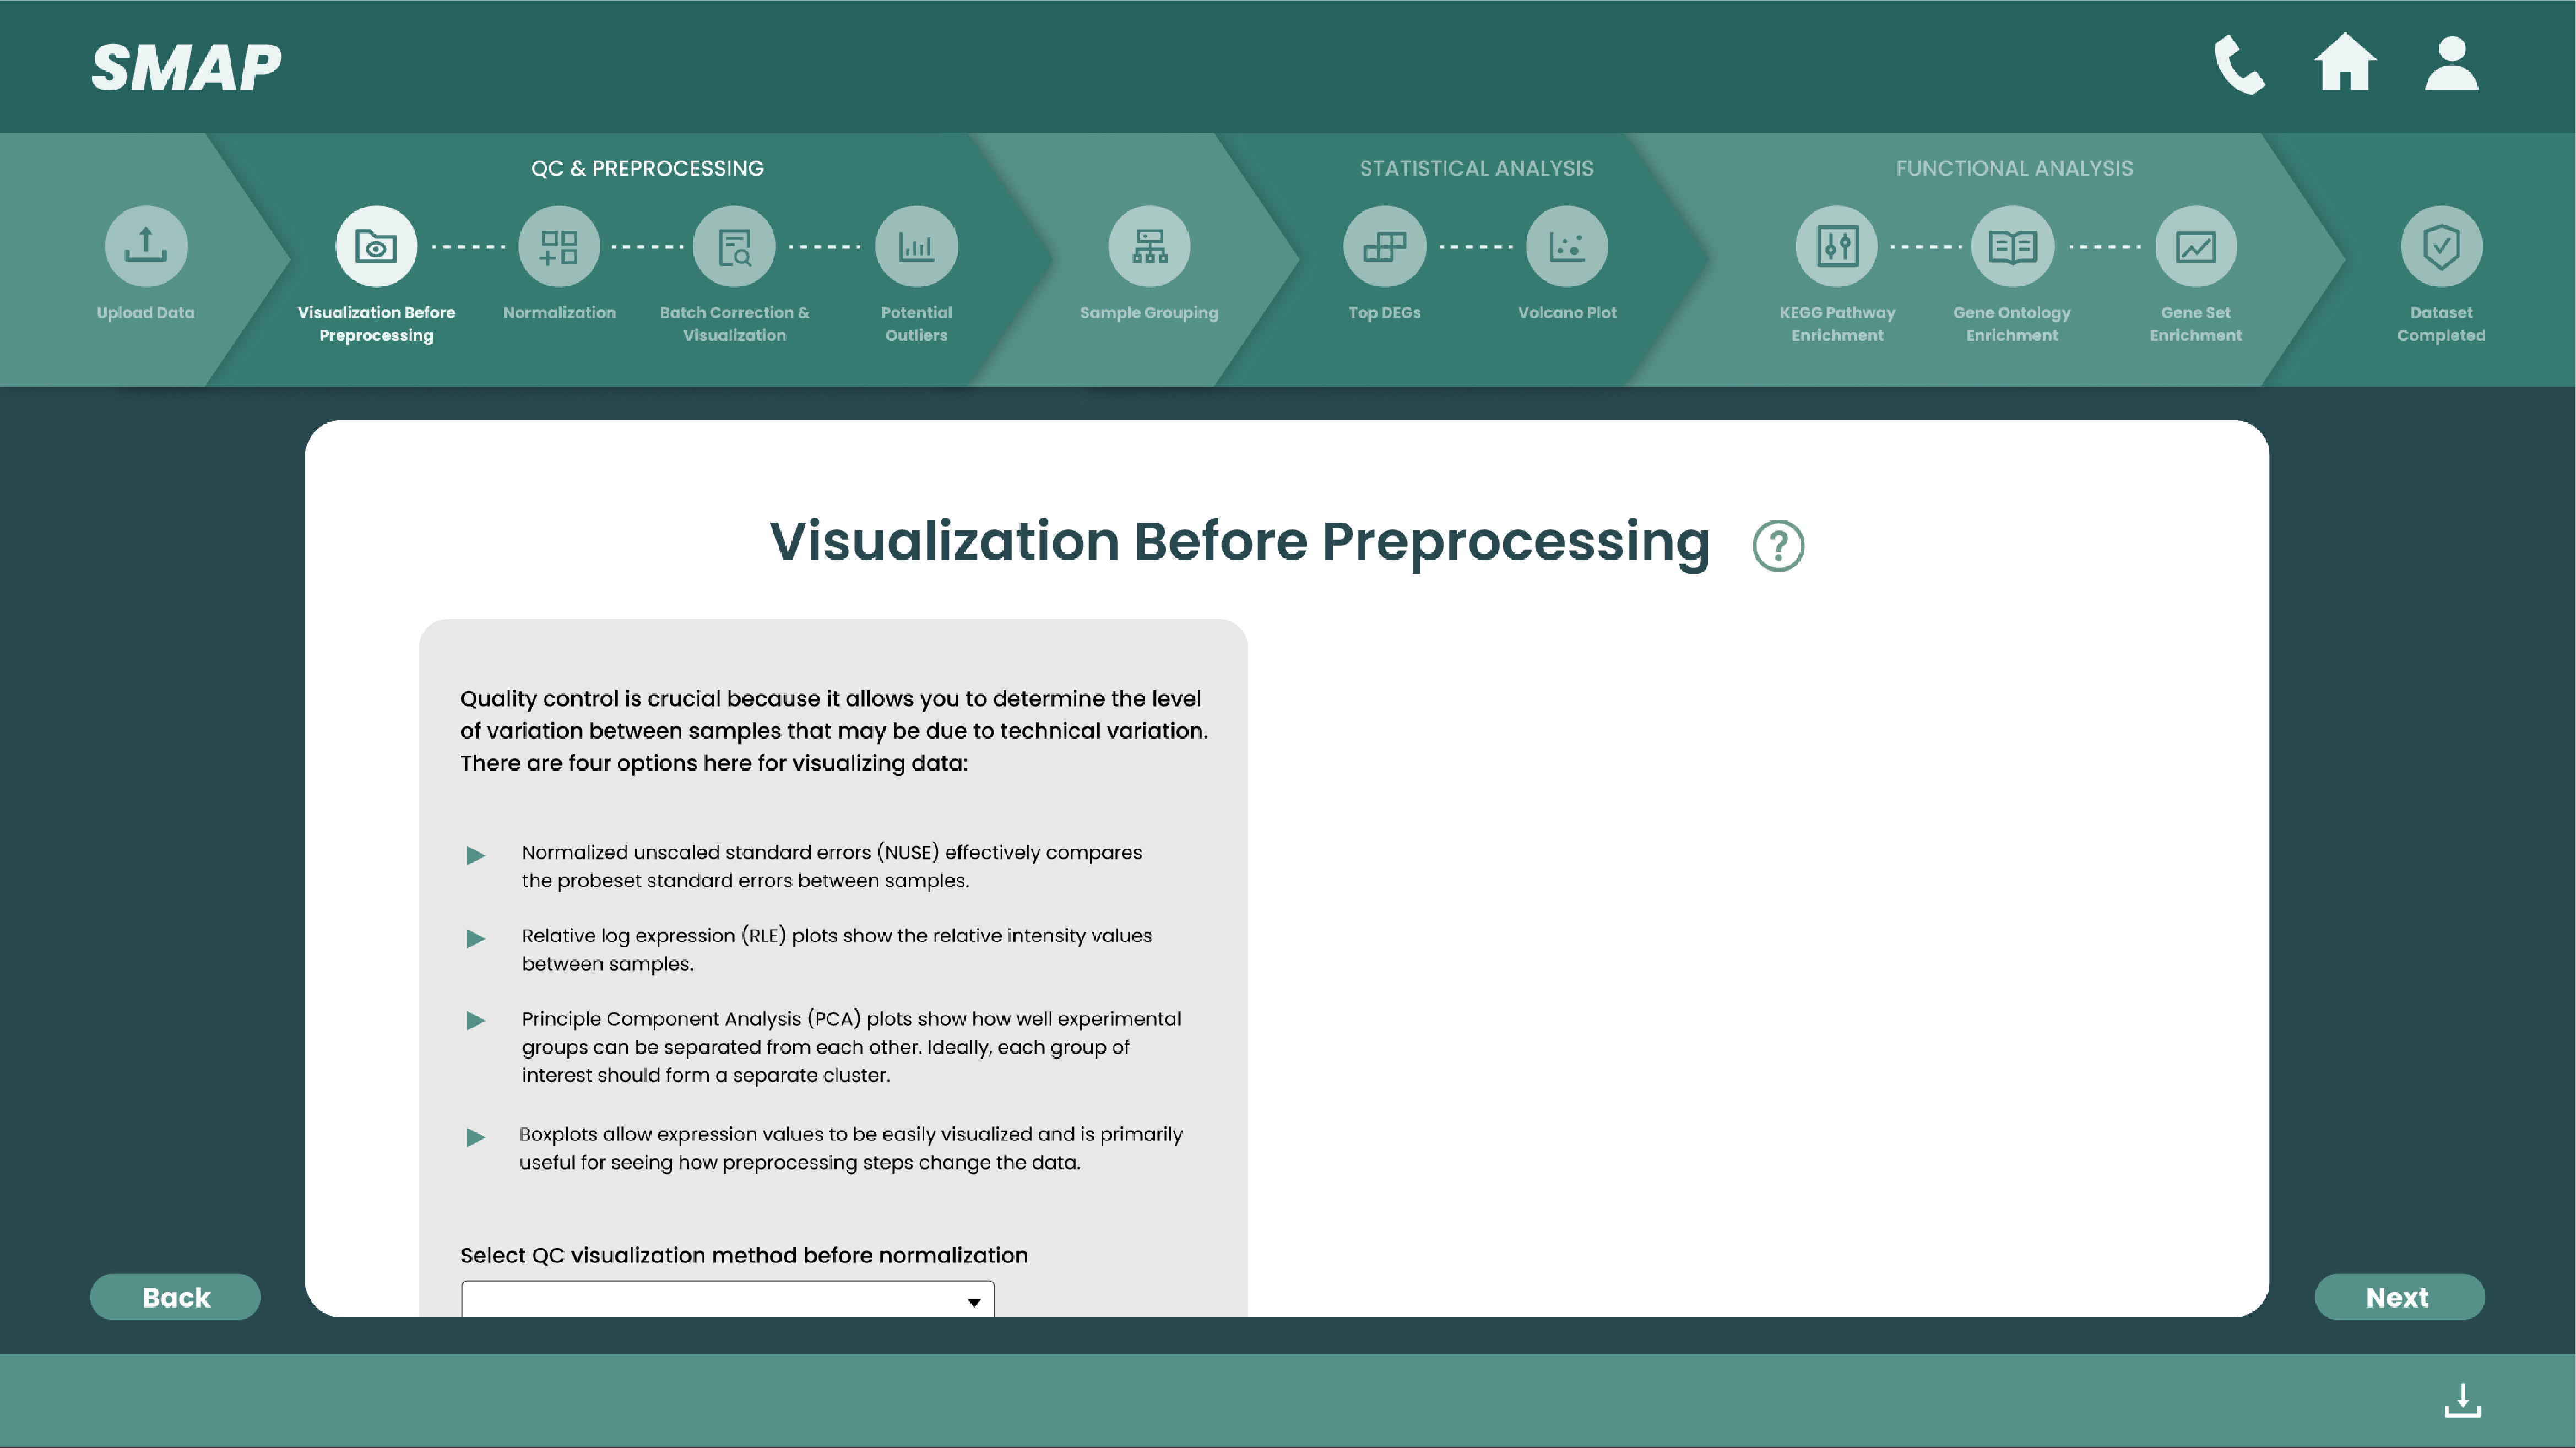 SMAP
QC & PREPROCESSING
STATISTICAL ANALYSIS
FUNCTIONAL ANALYSIS
Upload Data
Visualization Before
Preprocessing
Normalization
Batch Correction &
Visualization
Potential
Outliers
Sample Grouping
Top DEGs
Volcano Plot
KEGG Pathway
Enrichment
Gene Ontology
Enrichment
Gene Set
Enrichment
Dataset
Completed
Visualization Before Preprocessing ?
Quality control is crucial because it allows you to determine the level
of variation between samples that may be due to technical variation.
There are four options here for visualizing data:
Normalized unscaled standard errors (NUSE) effectively compares
the probeset standard errors between samples.
Relative log expression (RLE) plots show the relative intensity values
between samples.
Principle Component Analysis (PCA) plots show how well experimental
groups can be separated from each other. Ideally, each group of
interest should form a separate cluster.
Boxplots allow expression values to be easily visualized and is primarily
useful for seeing how preprocessing steps change the data.
Select QC visualization method before normalization
Back
Next